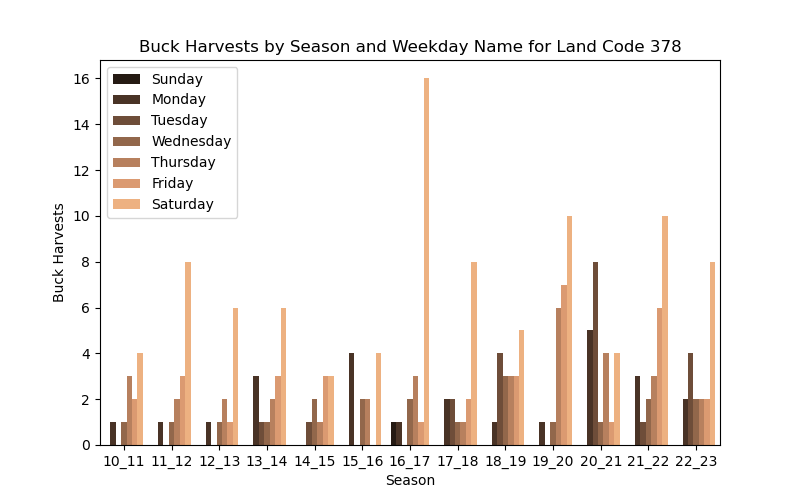 Buck Harvests by Season and Weekday Name for Land Code 378
16
14
12
10
8
6
4
2
0
Buck Harvests
Sunday
Monday
Tuesday
Wednesday
Thursday
Friday
Saturday
10_11 11_12 12_13 13_14 14_15 15_16 16_17 17_18 18_19 19_20 20_21 21_22 22_23
Season